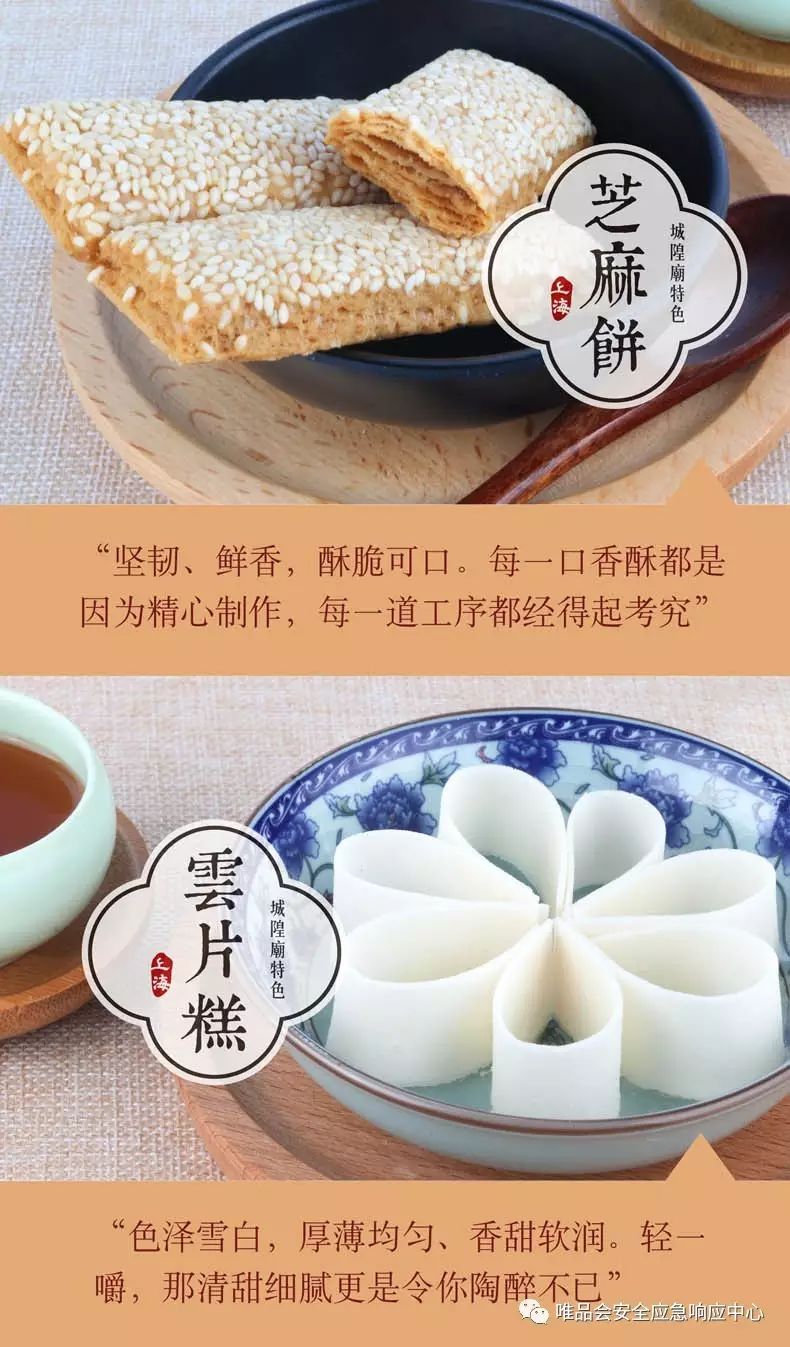 芝麻餅
城隍廟特色
上海
“坚韧、鲜香，酥脆可口。每一口香酥都是
因为精心制作，每一道工序都经得起考究”
雲片糕
城隍廟特色
上海
“色泽雪白，厚薄均匀、香甜软润。轻一
嚼，那清甜细腻更是令你陶醉不已”
唯品会安全应急响应中心